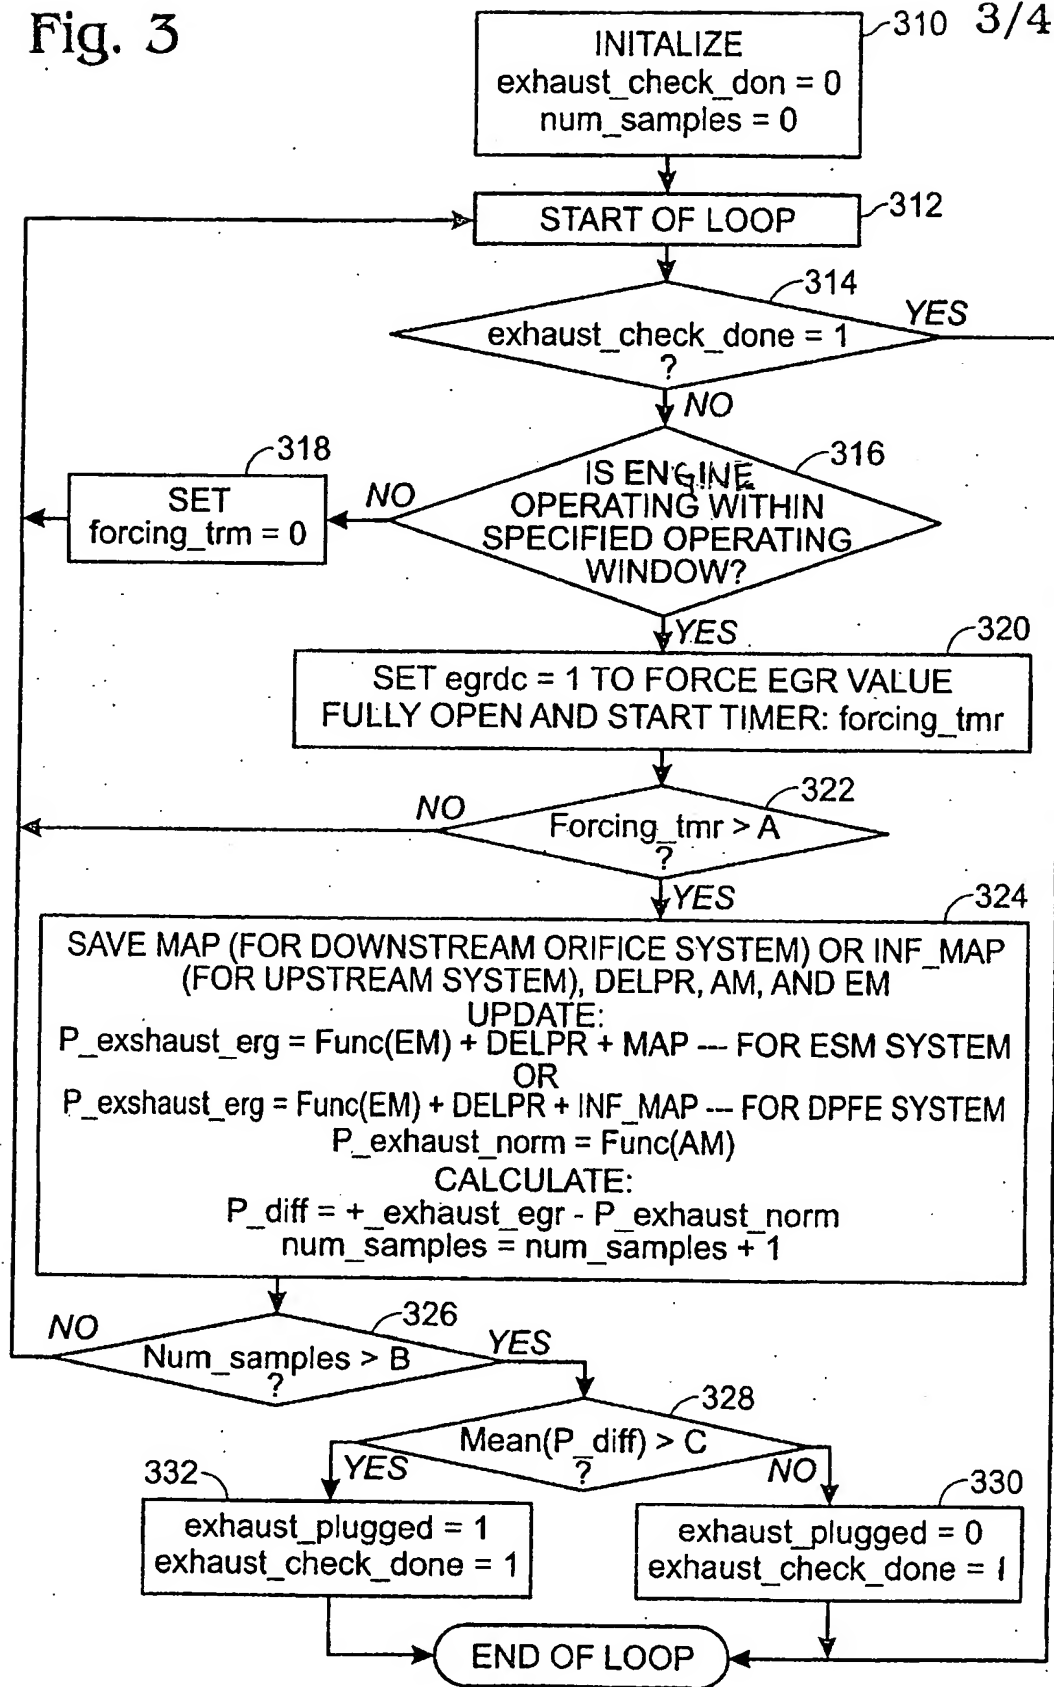 Fig. 3
3/4
310
INITALIZE
exhaust_check_don = 0
num_samples = 0
312
START OF LOOP
314
YES
exhaust_check_done = 1
?
NO
318
316
SET
forcing_trm = 0
NO
IS ENGINE
OPERATING WITHIN
SPECIFIED OPERATING
WINDOW?
YES
320
SET egrdc = 1 TO FORCE EGR VALUE
FULLY OPEN AND START TIMER: forcing_tmr
322
NO
Forcing_tmr > A
?
YES
324
SAVE MAP (FOR DOWNSTREAM ORIFICE SYSTEM) OR INF_MAP
(FOR UPSTREAM SYSTEM), DELPR, AM, AND EM
UPDATE:
P_exshaust_erg = Func(EM) + DELPR + MAP --- FOR ESM SYSTEM
OR
P_exshaust_erg = Func(EM) + DELPR + INF_MAP --- FOR DPFE SYSTEM
P_exhaust_norm = Func(AM)
CALCULATE:
P_diff = +_exhaust_egr - P_exhaust_norm
num_samples = num_samples + 1
326
NO
YES
Num_samples > B
?
328
Mean(P_diff) > C
?
YES
NO
332
330
exhaust_plugged = 1
exhaust_check_done = 1
exhaust_plugged = 0
exhaust_check_done = 1
END OF LOOP